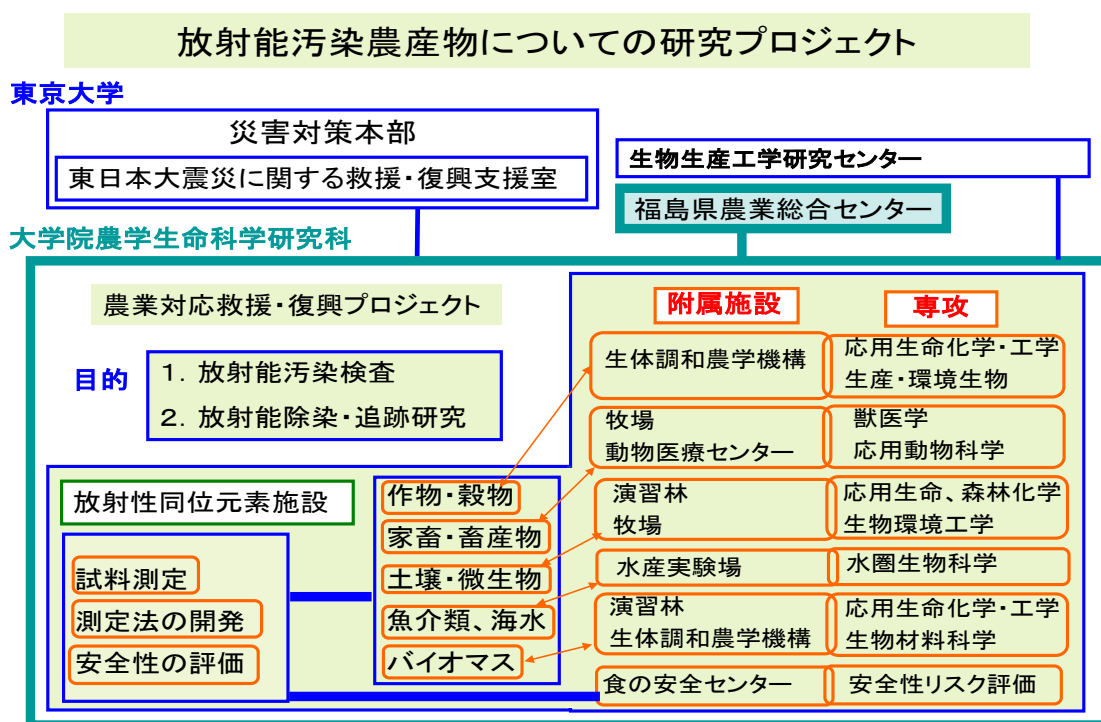 放射能汚染農産物についての研究プロジェクト
東京大学
災害対策本部
東日本大震災に関する救援・復興支援室
生物生産工学研究センター
福島県農業総合センター
大学院農学生命科学研究科
農業対応救援・復興プロジェクト
目的
1. 放射能汚染検査
2. 放射能除染・追跡研究
放射性同位元素施設
試料測定
測定法の開発
安全性の評価
作物・穀物
家畜・畜産物
土壌・微生物
魚介類、海水
バイオマス
附属施設
専攻
生体調和農学機構
応用生命化学・工学
生産・環境生物
牧場
動物医療センター
獣医学
応用動物科学
演習林
牧場
応用生命、森林化学
生物環境工学
水産実験場
水圏生物科学
演習林
生体調和農学機構
応用生命化学・工学
生物材料科学
食の安全センター
安全性リスク評価